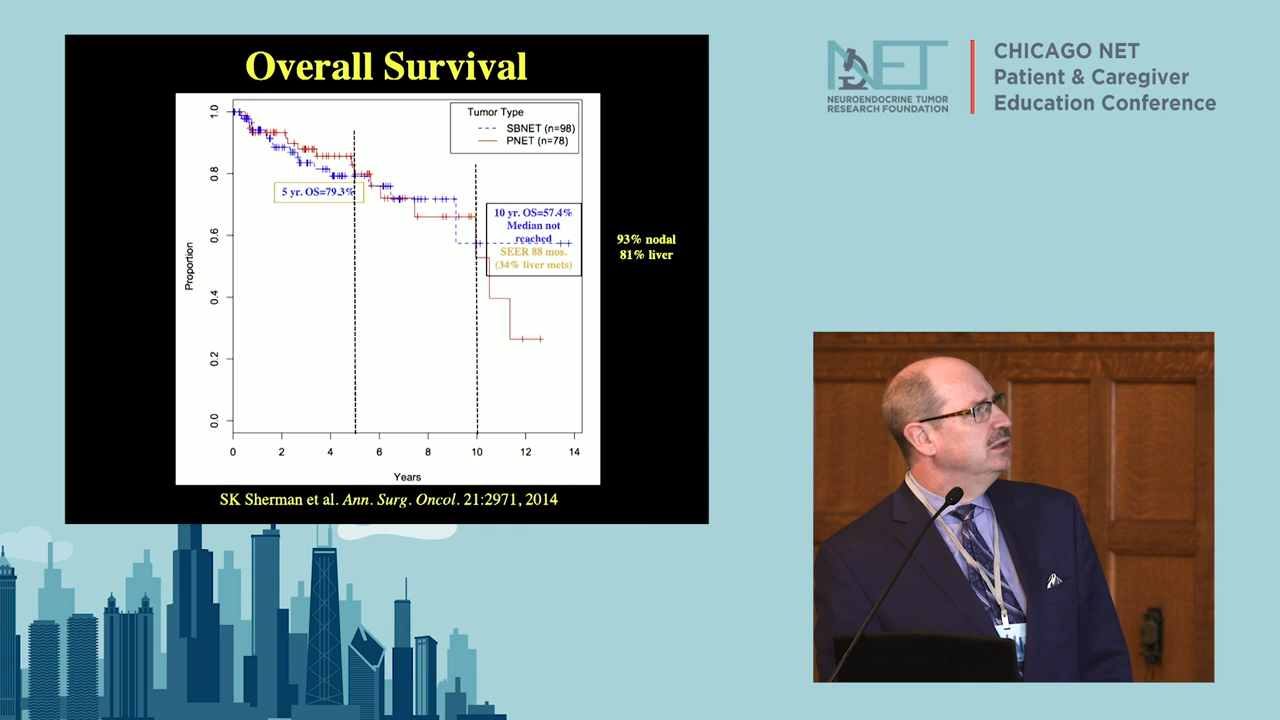 Overall Survival
Tumor Type
SBNET (n=98)
PNET (n=78)
5 yr. OS=79.3%
10 yr. OS=57.4%
Median not
reached
SEER 88 mos.
(34% liver mets)
93% nodal
81% liver
Proportion
1.0
0.8
0.6
0.4
0.2
0.0
0 2 4 6 8 10 12 14
Years
SK Sherman et al. Ann. Surg. Oncol. 21:2971, 2014
NET
NEUROENDOCRINE TUMOR
RESEARCH FOUNDATION
CHICAGO NET
Patient & Caregiver
Education Conference